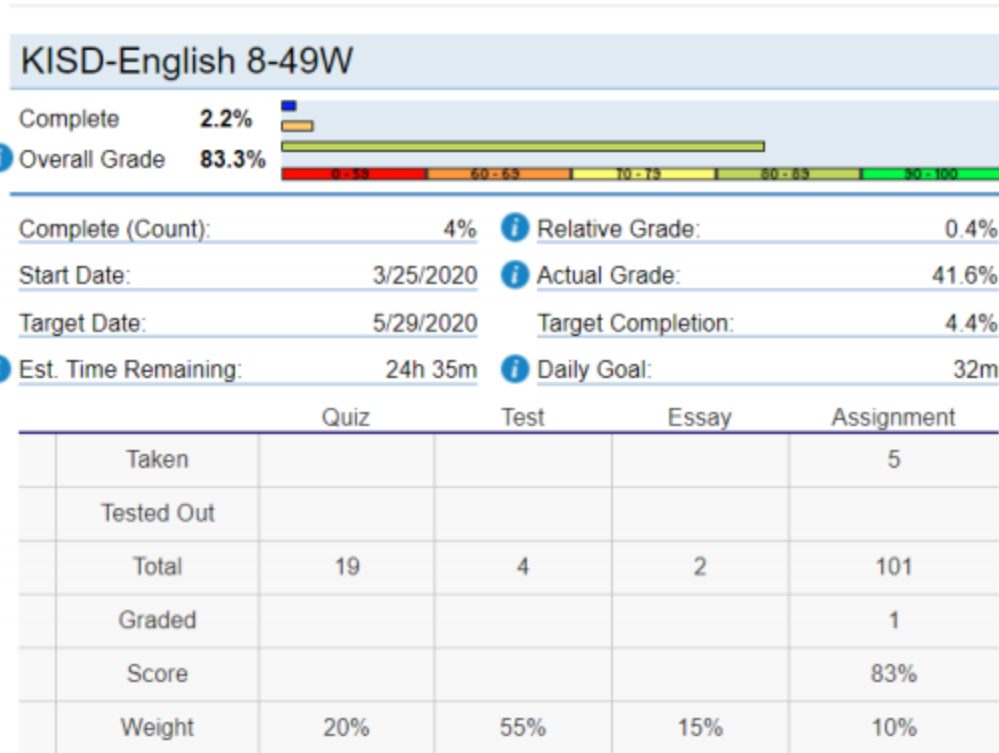 KISD-English 8-49W
Complete 2.2%
Overall Grade 83.3%
0 - 59 60 - 69 70 - 79 80 - 89 90 - 100
Complete (Count): 4% i Relative Grade: 0.4%
Start Date: 3/25/2020 i Actual Grade: 41.6%
Target Date: 5/29/2020 Target Completion: 4.4%
Est. Time Remaining: 24h 35m i Daily Goal: 32m
Quiz Test Essay Assignment
Taken 5
Tested Out
Total 19 4 2 101
Graded 1
Score 83%
Weight 20% 55% 15% 10%